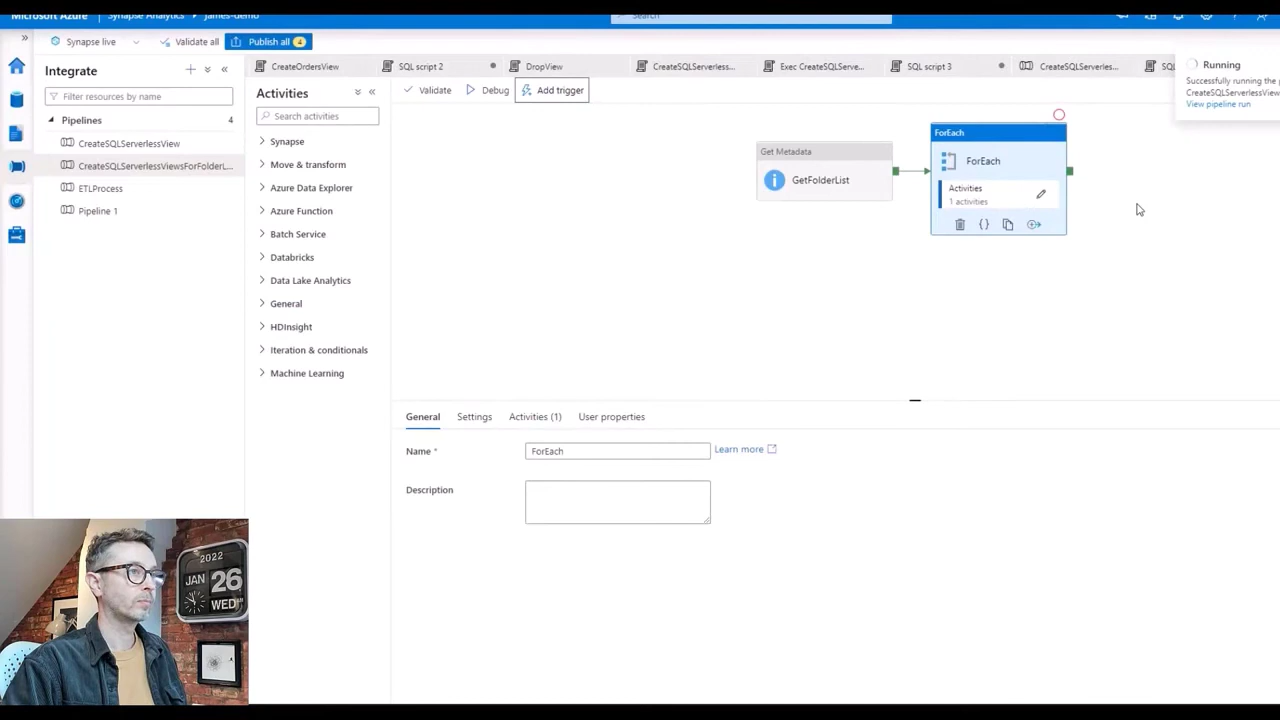 Microsoft Azure Synapse Analytics james-demo Search
Synapse live Validate all Publish all 4
Integrate
Filter resources by name
Pipelines 4
CreateSQLServerlessView
CreateSQLServerlessViewsForFolderL...
ETLProcess
Pipeline 1
CreateOrdersView SQL script 2 DropView CreateSQLServerless... Exec CreateSQLServe... SQL script 3 CreateSQLServerles...
Activities
Search activities
Synapse
Move & transform
Azure Data Explorer
Azure Function
Batch Service
Databricks
Data Lake Analytics
General
HDInsight
Iteration & conditionals
Machine Learning
Validate Debug Add trigger
Get Metadata
GetFolderList
ForEach
ForEach
Activities
1 activities
Running
Successfully running the
CreateSQLServerlessView
View pipeline run
General Settings Activities (1) User properties
Name * ForEach Learn more
Description
2022
JAN 26
WED